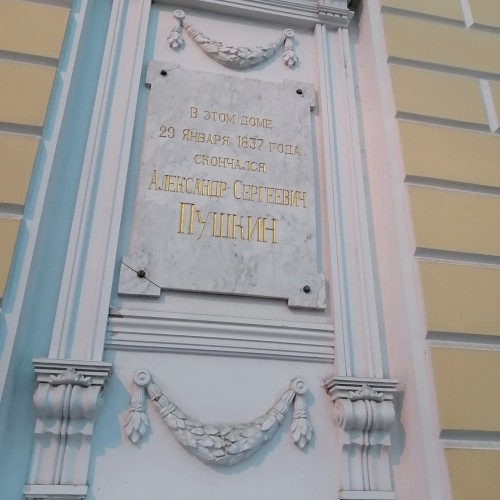 В этом доме
29 января 1837 года
скончался
Александр Сергеевич
Пушкин